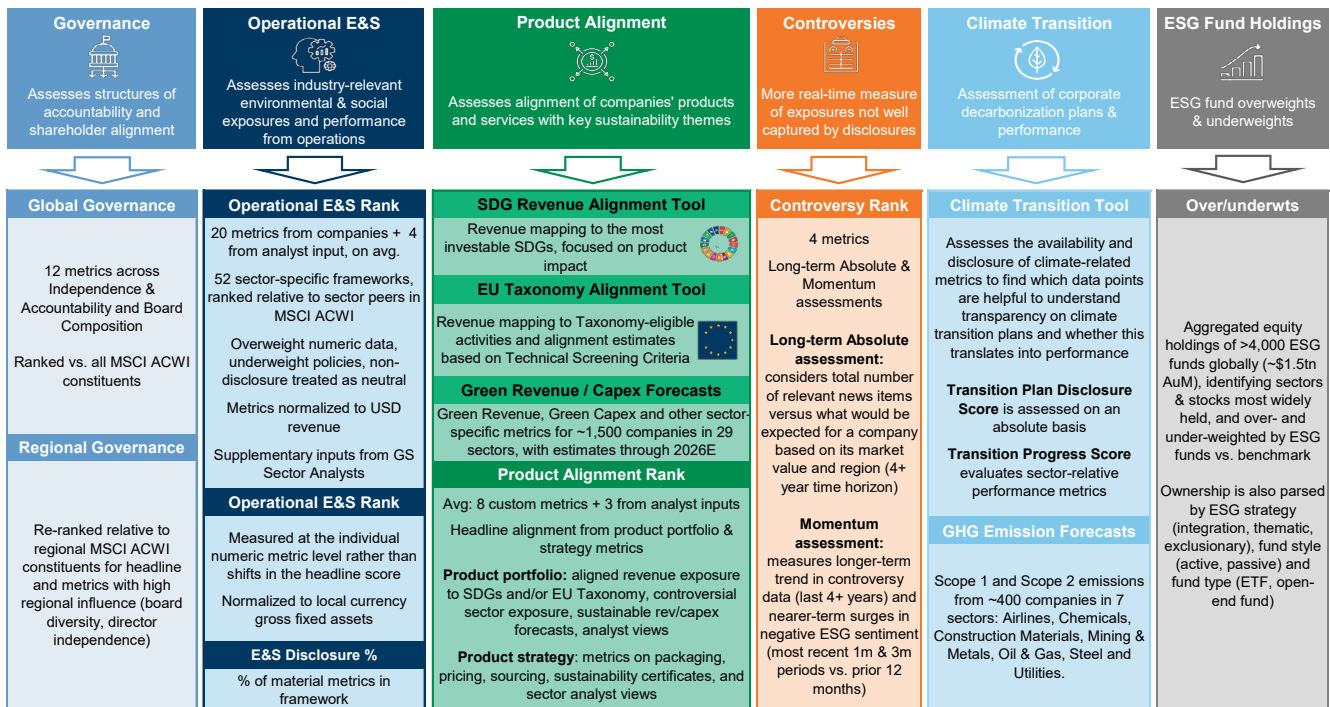 Governance
Assesses structures of
accountability and
shareholder alignment
Global Governance
12 metrics across
Independence &
Accountability and Board
Composition
Ranked vs. all MSCI ACWI
constituents
Regional Governance
Re-ranked relative to
regional MSCI ACWI
constituents for headline
and metrics with high
regional influence (board
diversity, director
independence)
Operational E&S
Assesses industry-relevant
environmental & social
exposures and performance
from operations
Operational E&S Rank
20 metrics from companies + 4
from analyst input, on avg.
52 sector-specific frameworks,
ranked relative to sector peers in
MSCI ACWI
Overweight numeric data,
underweight policies, non-
disclosure treated as neutral
Metrics normalized to USD
revenue
Supplementary inputs from GS
Sector Analysts
Operational E&S Rank
Measured at the individual
numeric metric level rather than
shifts in the headline score
Normalized to local currency
gross fixed assets
E&S Disclosure %
% of material metrics in
framework
Product Alignment
Assesses alignment of companies' products
and services with key sustainability themes
SDG Revenue Alignment Tool
Revenue mapping to the most
investable SDGs, focused on product
impact
EU Taxonomy Alignment Tool
Revenue mapping to Taxonomy-eligible
activities and alignment estimates
based on Technical Screening Criteria
Green Revenue / Capex Forecasts
Green Revenue, Green Capex and other sector-
specific metrics for ~1,500 companies in 29
sectors, with estimates through 2026E
Product Alignment Rank
Avg: 8 custom metrics + 3 from analyst inputs
Headline alignment from product portfolio &
strategy metrics
Product portfolio: aligned revenue exposure
to SDGs and/or EU Taxonomy, controversial
sector exposure, sustainable rev/capex
forecasts, analyst views
Product strategy: metrics on packaging,
pricing, sourcing, sustainability certificates, and
sector analyst views
Controversies
More real-time measure
of exposures not well
captured by disclosures
Controversy Rank
4 metrics
Long-term Absolute &
Momentum
assessments
Long-term Absolute
assessment:
considers total number
of relevant news items
versus what would be
expected for a company
based on its market
value and region (4+
year time horizon)
Momentum
assessment:
measures longer-term
trend in controversy
data (last 4+ years) and
nearer-term surges in
negative ESG sentiment
(most recent 1m & 3m
periods vs. prior 12
months)
Climate Transition
Assessment of corporate
decarbonization plans &
performance
Climate Transition Tool
Assesses the availability and
disclosure of climate-related
metrics to find which data points
are helpful to understand
transparency on climate
transition plans and whether this
translates into performance
Transition Plan Disclosure
Score is assessed on an
absolute basis
Transition Progress Score
evaluates sector-relative
performance metrics
GHG Emission Forecasts
Scope 1 and Scope 2 emissions
from ~400 companies in 7
sectors: Airlines, Chemicals,
Construction Materials, Mining &
Metals, Oil & Gas, Steel and
Utilities.
ESG Fund Holdings
ESG fund overweights
& underweights
Over/underwts
Aggregated equity
holdings of >4,000 ESG
funds globally (~$1.5tn
AuM), identifying sectors
& stocks most widely
held, and over- and
under-weighted by ESG
funds vs. benchmark
Ownership is also parsed
by ESG strategy
(integration, thematic,
exclusionary), fund style
(active, passive) and
fund type (ETF, open-
end fund)